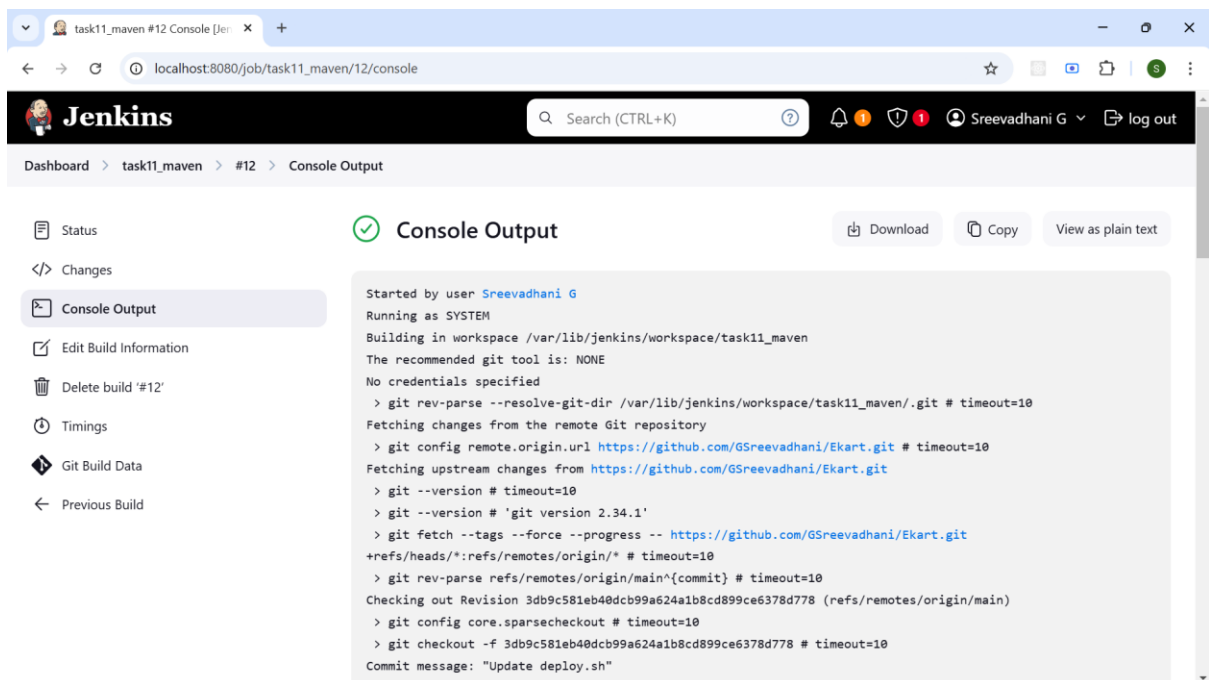 task11_maven #12 Console [Jen
localhost:8080/job/task11_maven/12/console
S
Jenkins
Search (CTRL+K)
?
1
1
Sreevadhani G
log out
Dashboard > task11_maven > #12 > Console Output
Status
Changes
Console Output
Edit Build Information
Delete build '#12'
Timings
Git Build Data
Previous Build
Console Output
Download
Copy
View as plain text
Started by user Sreevadhani G
Running as SYSTEM
Building in workspace /var/lib/jenkins/workspace/task11_maven
The recommended git tool is: NONE
No credentials specified
> git rev-parse --resolve-git-dir /var/lib/jenkins/workspace/task11_maven/.git # timeout=10
Fetching changes from the remote Git repository
> git config remote.origin.url https://github.com/GSreevadhani/Ekart.git # timeout=10
Fetching upstream changes from https://github.com/GSreevadhani/Ekart.git
> git --version # timeout=10
> git --version # 'git version 2.34.1'
> git fetch --tags --force --progress -- https://github.com/GSreevadhani/Ekart.git
+refs/heads/*:refs/remotes/origin/* # timeout=10
> git rev-parse refs/remotes/origin/main^{commit} # timeout=10
Checking out Revision 3db9c581eb40dcb99a624a1b8cd899ce6378d778 (refs/remotes/origin/main)
> git config core.sparsecheckout # timeout=10
> git checkout -f 3db9c581eb40dcb99a624a1b8cd899ce6378d778 # timeout=10
Commit message: "Update deploy.sh"